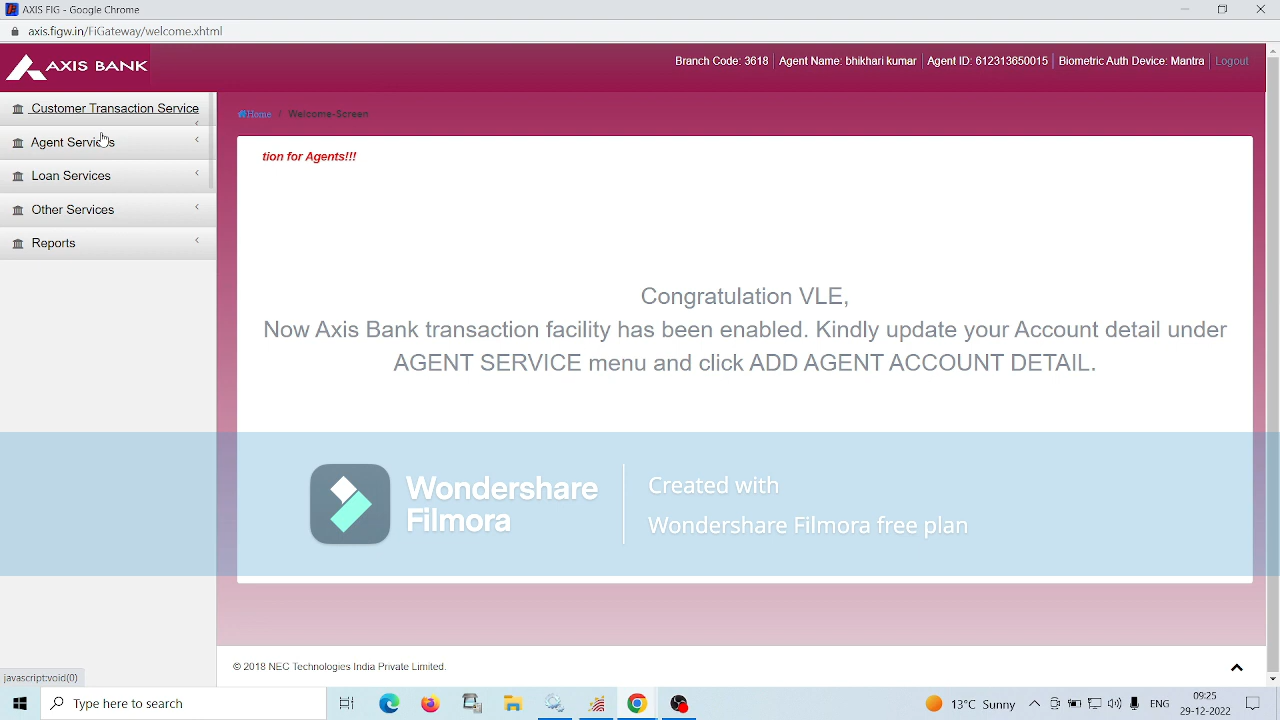 AXIS FIG - Google Chrome
axis.figw.in/FiGateway/welcome.xhtml
AXIS BANK
Branch Code: 3618 Agent Name: bhikhari kumar Agent ID: 612313650015 Biometric Auth Device: Mantra Logout
Customer Transaction Service
Agent Services
Loan Services
Other Services
Reports
Home / Welcome-Screen
tion for Agents!!!
Congratulation VLE,
Now Axis Bank transaction facility has been enabled. Kindly update your Account detail under
AGENT SERVICE menu and click ADD AGENT ACCOUNT DETAIL.
Wondershare
Filmora
Created with
Wondershare Filmora free plan
© 2018 NEC Technologies India Private Limited.
javascript:void(0)
Type here to search
13°C Sunny
ENG
09:25
29-12-2022